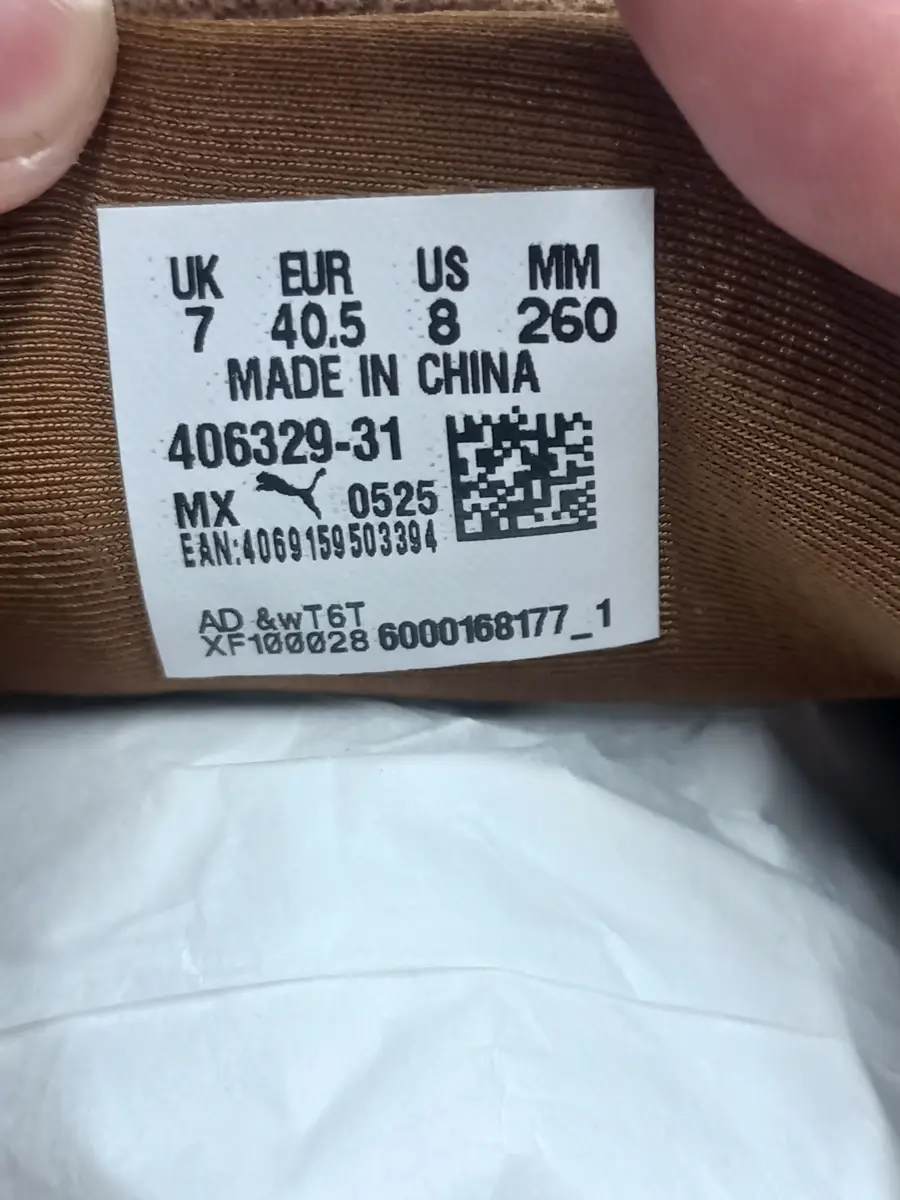 UK EUR US MM
7 40.5 8 260
MADE IN CHINA
406329-31
MX 0525
EAN:4069159503394
AD &wT6T
XF100028 6000168177_1